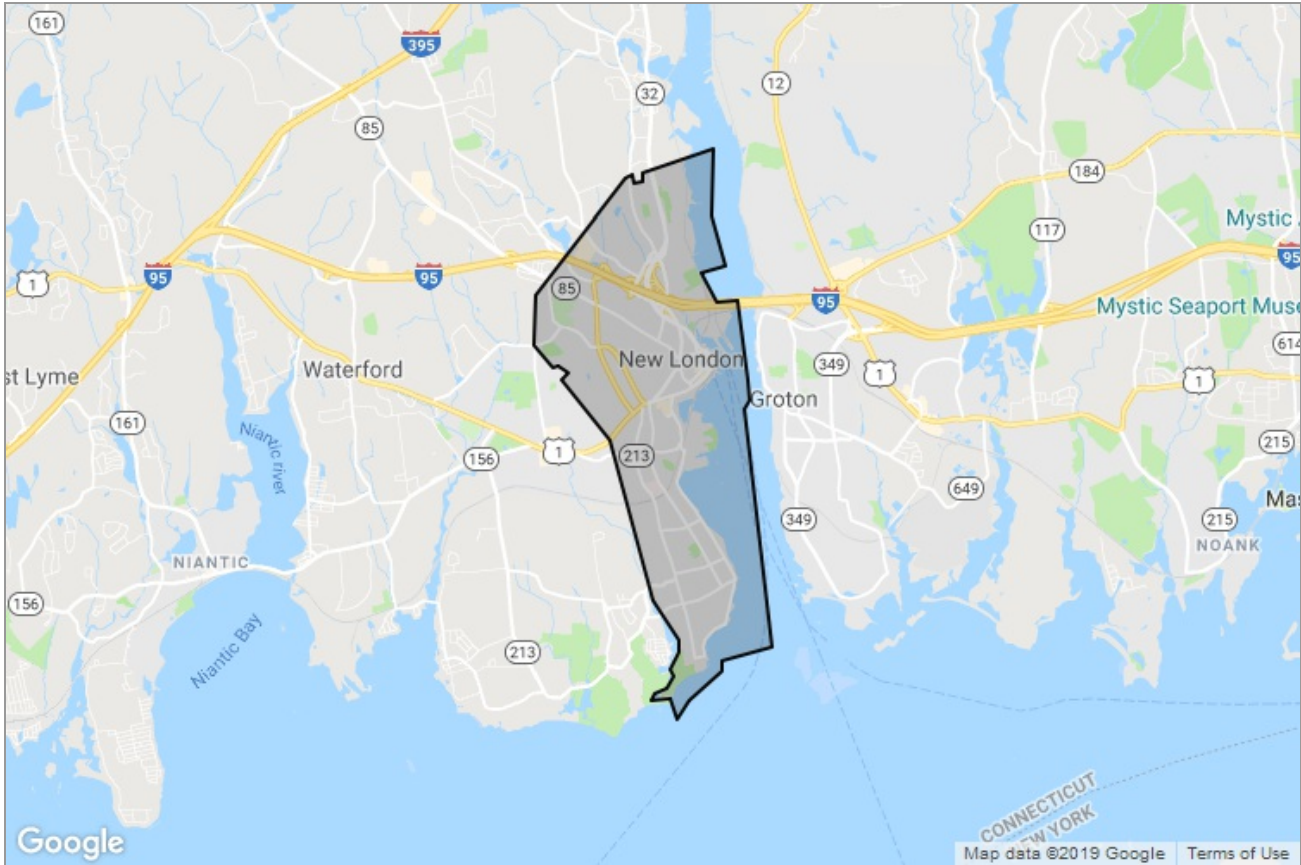 161
395
12
32
85
184
117
Mystic
95
1
95
95
85
95
Mystic Seaport Muse
614
349
New London
Waterford
st Lyme
1
1
Groton
161
Niantic river
1
213
156
215
649
Mas
349
215
NOANK
NIANTIC
156
Niantic Bay
213
CONNECTICUT
NEW YORK
Google
Map data ©2019 Google
Terms of Use